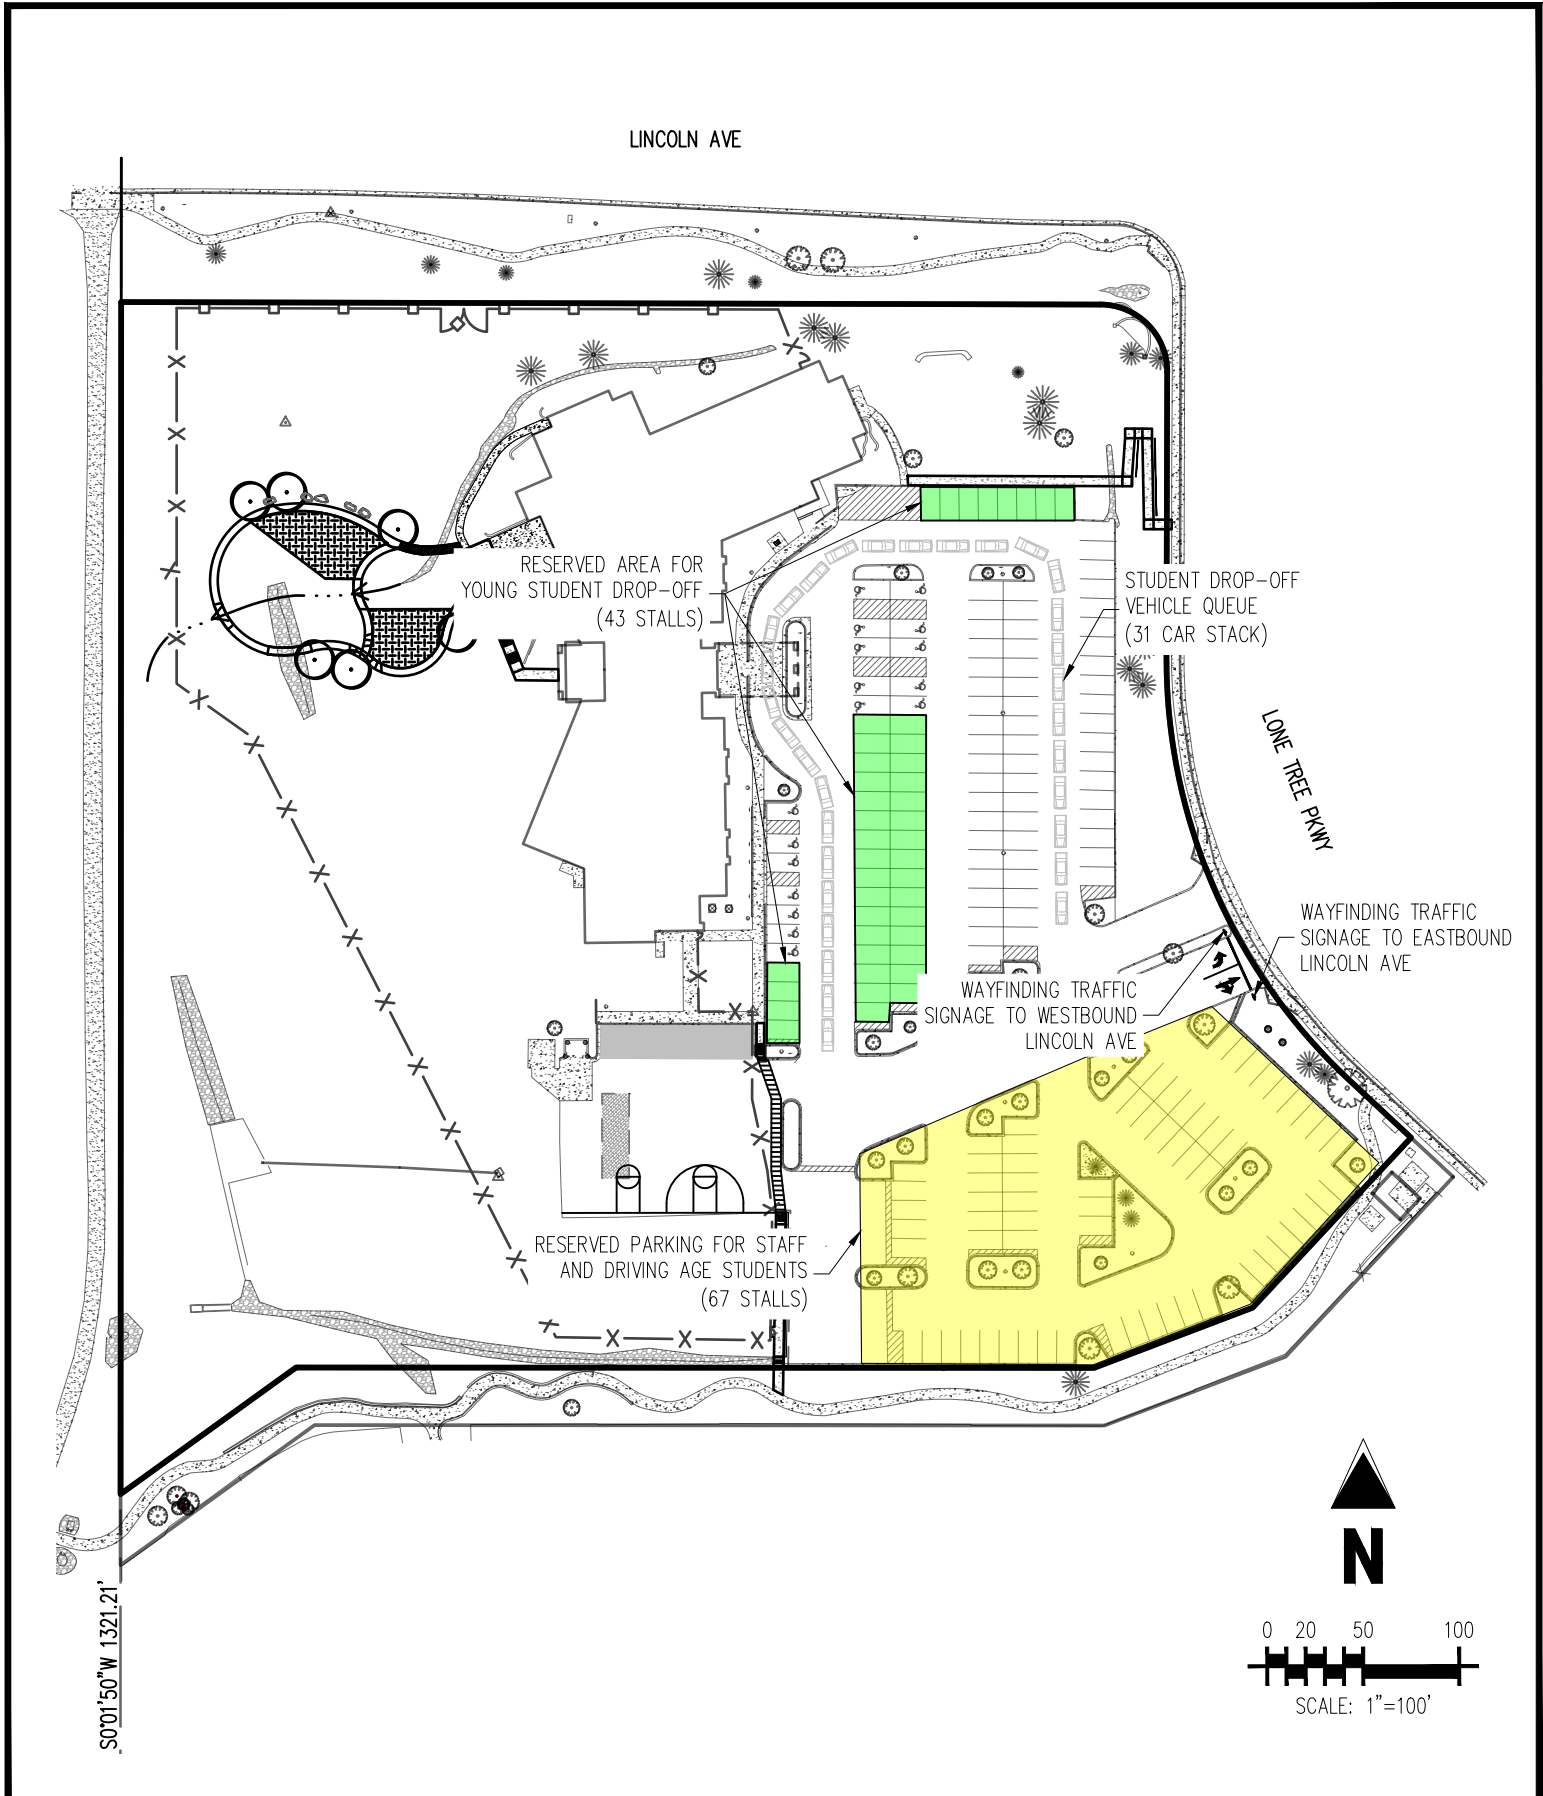 LINCOLN AVE
RESERVED AREA FOR
YOUNG STUDENT DROP-OFF
(43 STALLS)
STUDENT DROP-OFF
VEHICLE QUEUE
(31 CAR STACK)
LONE TREE PKWY
WAYFINDING TRAFFIC
SIGNAGE TO EASTBOUND
LINCOLN AVE
WAYFINDING TRAFFIC
SIGNAGE TO WESTBOUND
LINCOLN AVE
RESERVED PARKING FOR STAFF
AND DRIVING AGE STUDENTS
(67 STALLS)
N
S0°01'50"W 1321.21'
0 20 50 100
SCALE: 1"=100'